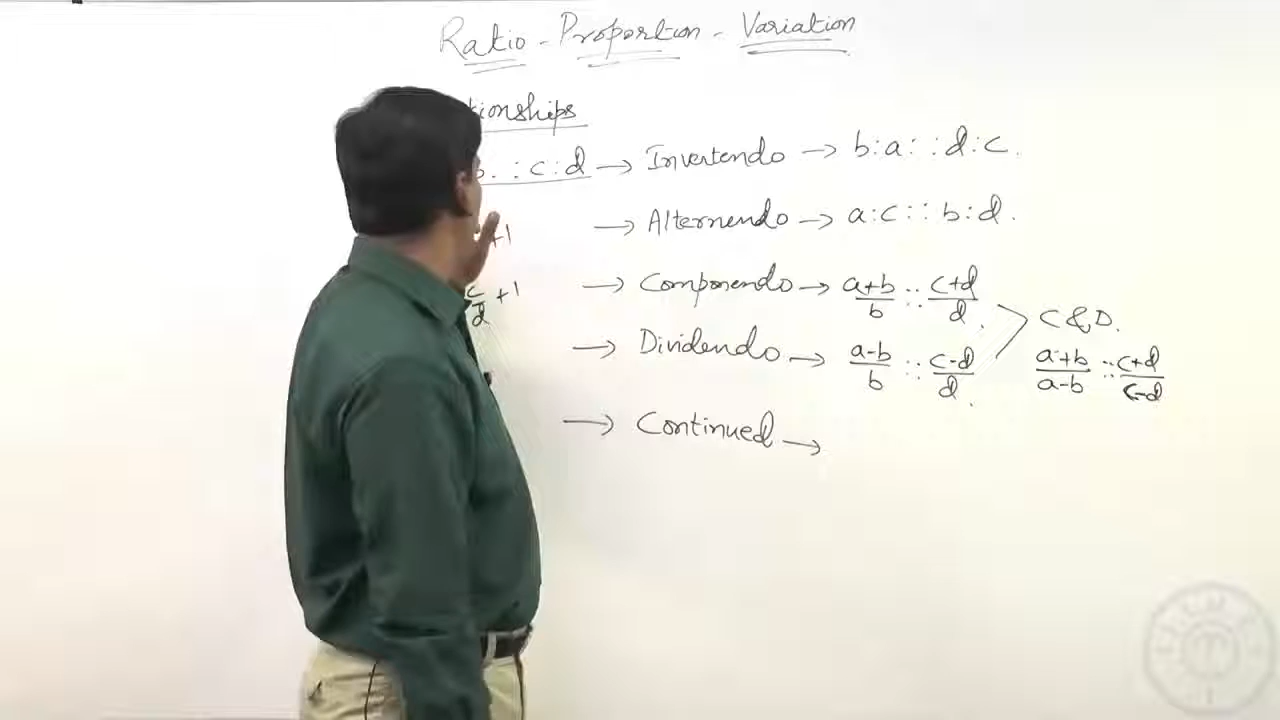 Ratio - Proportion - Variation
tionships
b. : c : d → Invertendo → b : a : : d : c .
+1 → Alternendo → a : c : : b : d .
c/d + 1 → Componendo → a+b/b : : c+d/d .
C & D.
→ Dividendo → a-b/b : : c-d/d .
a+b/a-b : : c+d/c-d
→ Continued →